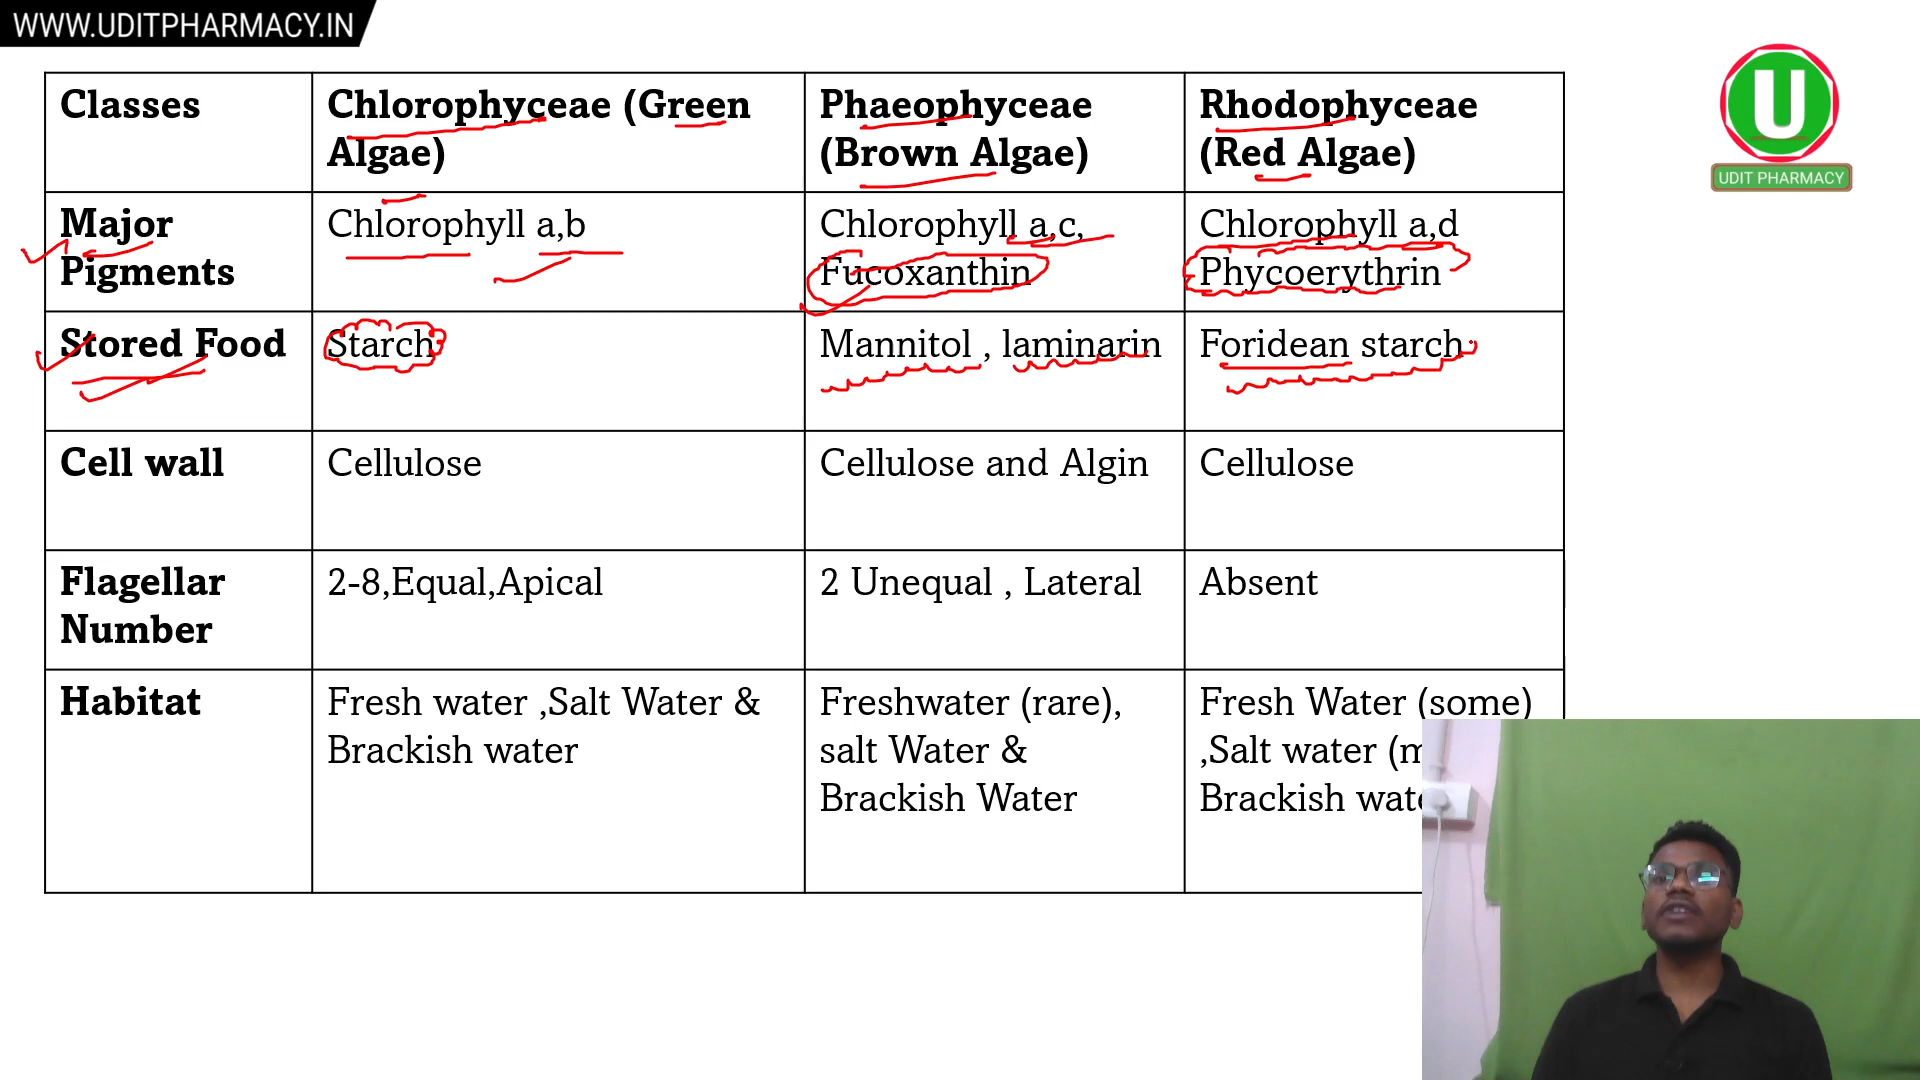 WWW.UDITPHARMACY.IN
U
UDIT PHARMACY
Classes
Chlorophyceae (Green
Algae)
Phaeophyceae
(Brown Algae)
Rhodophyceae
(Red Algae)
Major
Pigments
Chlorophyll a,b
Chlorophyll a,c,
Fucoxanthin
Chlorophyll a,d
Phycoerythrin
Stored Food
Starch
Mannitol , laminarin
Foridean starch
Cell wall
Cellulose
Cellulose and Algin
Cellulose
Flagellar
Number
2-8,Equal,Apical
2 Unequal , Lateral
Absent
Habitat
Fresh water ,Salt Water &
Brackish water
Freshwater (rare),
salt Water &
Brackish Water
Fresh Water (some)
,Salt water
Brackish